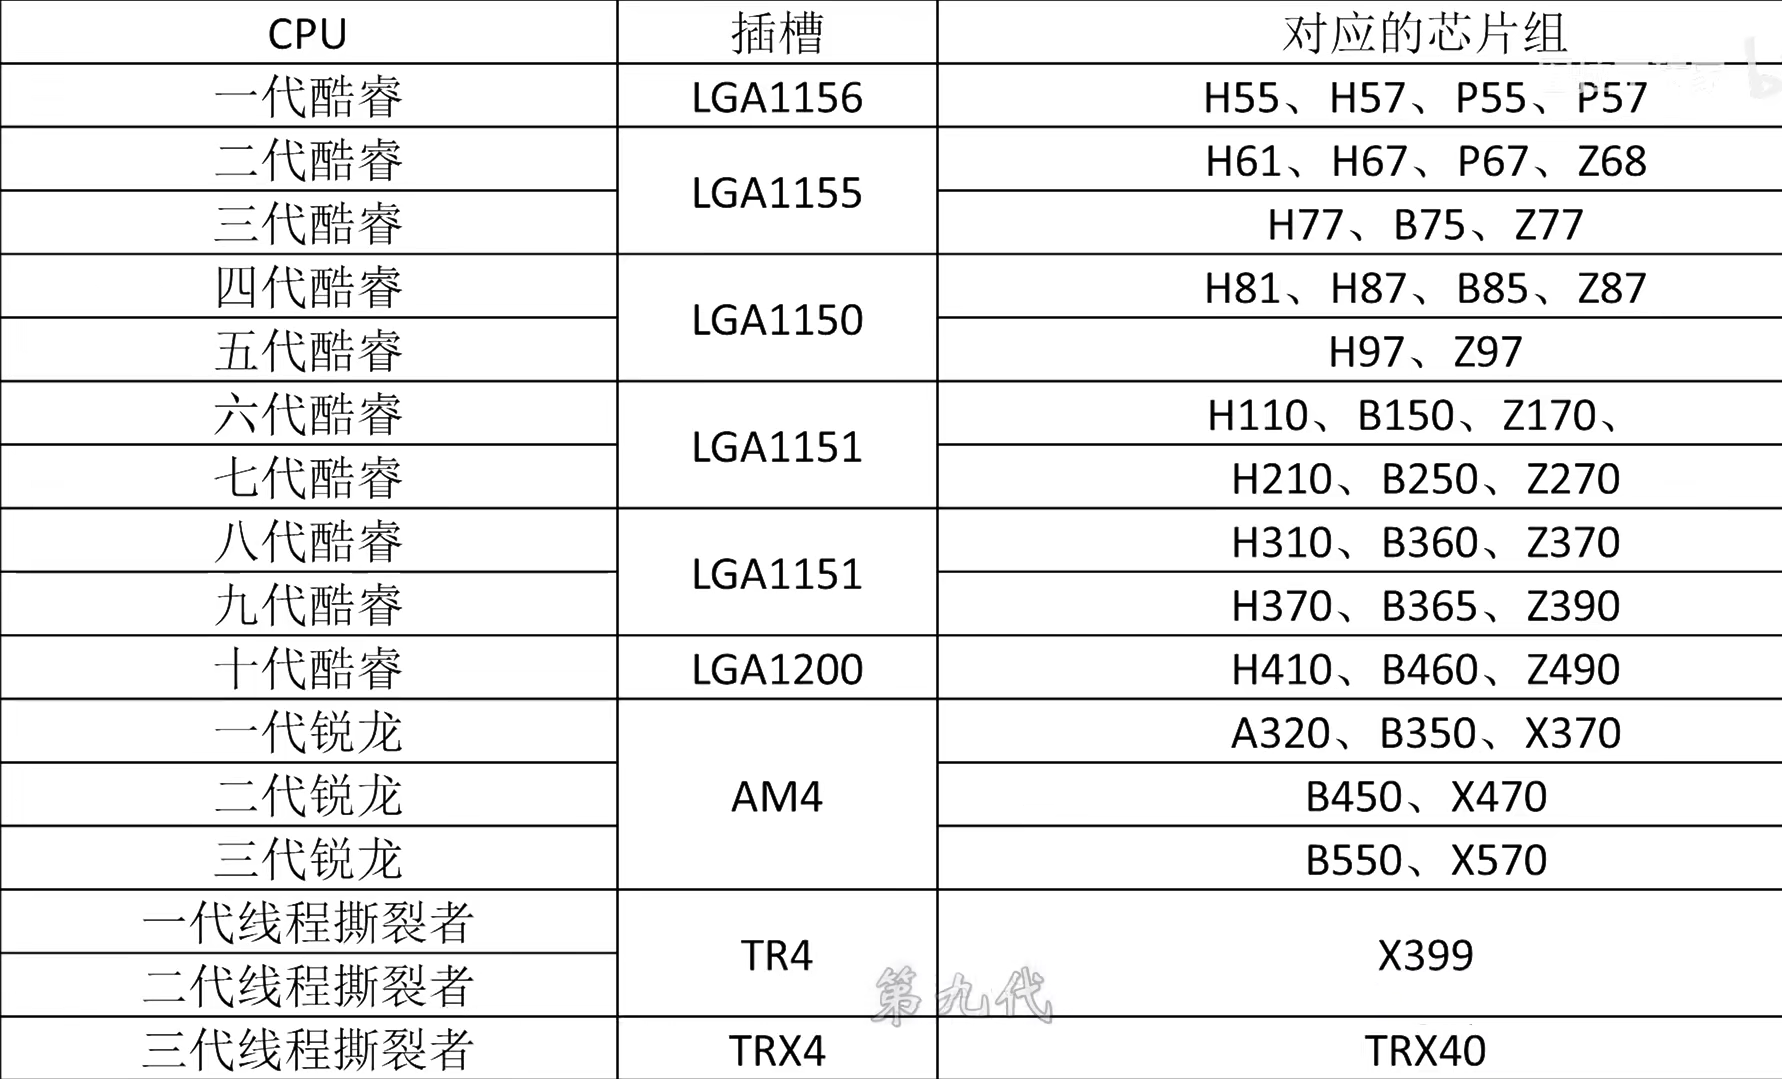 CPU 插槽 对应的芯片组
一代酷睿 LGA1156 H55、H57、P55、P57
二代酷睿 LGA1155 H61、H67、P67、Z68
三代酷睿 H77、B75、Z77
四代酷睿 LGA1150 H81、H87、B85、Z87
五代酷睿 H97、Z97
六代酷睿 LGA1151 H110、B150、Z170、
七代酷睿 H210、B250、Z270
八代酷睿 LGA1151 H310、B360、Z370
九代酷睿 H370、B365、Z390
十代酷睿 LGA1200 H410、B460、Z490
一代锐龙 A320、B350、X370
二代锐龙 AM4 B450、X470
三代锐龙 B550、X570
一代线程撕裂者 TR4 X399
二代线程撕裂者
第九代
三代线程撕裂者 TRX4 TRX40